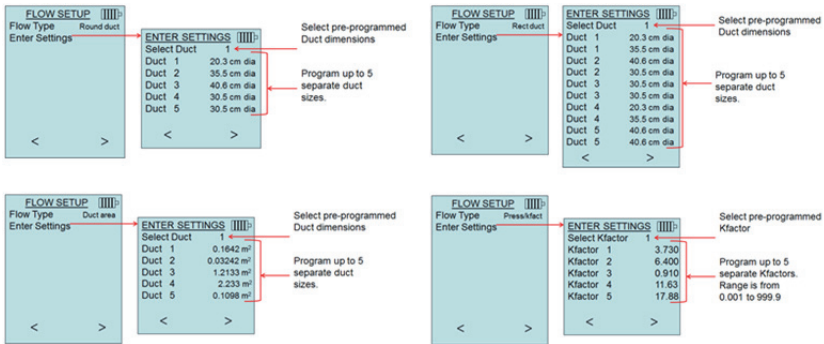 FLOW SETUP
Flow Type Round duct
Enter Settings
ENTER SETTINGS
Select Duct 1
Duct 1 20.3 cm dia
Duct 2 35.5 cm dia
Duct 3 40.6 cm dia
Duct 4 30.5 cm dia
Duct 5 30.5 cm dia
< >
< >
Select pre-programmed
Duct dimensions
Program up to 5
separate duct
sizes.
FLOW SETUP
Flow Type Rect duct
Enter Settings
ENTER SETTINGS
Select Duct 1
Duct 1 20.3 cm dia
Duct 1 35.5 cm dia
Duct 2 40.6 cm dia
Duct 2 30.5 cm dia
Duct 3 30.5 cm dia
Duct 3 30.5 cm dia
Duct 4 20.3 cm dia
Duct 4 35.5 cm dia
Duct 5 40.6 cm dia
Duct 5 40.6 cm dia
< >
< >
Select pre-programmed
Duct dimensions
Program up to 5
separate duct
sizes.
FLOW SETUP
Flow Type Duct area
Enter Settings
ENTER SETTINGS
Select Duct 1
Duct 1 0.1642 m²
Duct 2 0.03242 m²
Duct 3 1.2133 m²
Duct 4 2.233 m²
Duct 5 0.1098 m²
< >
< >
Select pre-programmed
Duct dimensions
Program up to 5
separate duct
sizes.
FLOW SETUP
Flow Type Press/kfact
Enter Settings
ENTER SETTINGS
Select Kfactor 1
Kfactor 1 3.730
Kfactor 2 6.400
Kfactor 3 0.910
Kfactor 4 11.63
Kfactor 5 17.88
< >
< >
Select pre-programmed
Kfactor
Program up to 5
separate Kfactors.
Range is from
0.001 to 999.9